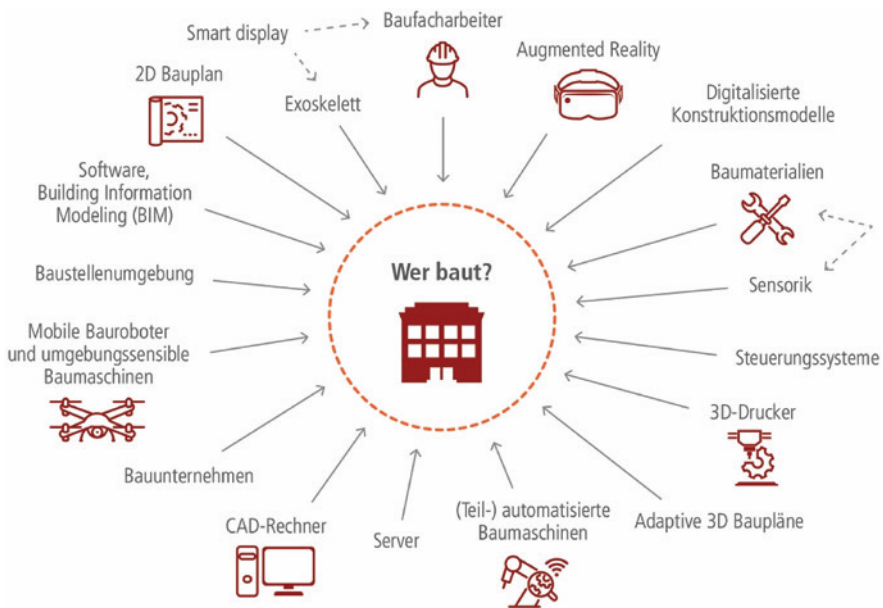 Smart display
Baufacharbeiter
Augmented Reality
2D Bauplan
Exoskelett
Digitalisierte
Konstruktionsmodelle
Software,
Building Information
Modeling (BIM)
Baumaterialien
Wer baut?
Baustellenumgebung
Sensorik
Mobile Bauroboter
und umgebungssensible
Baumaschinen
Steuerungssysteme
3D-Drucker
Bauunternehmen
CAD-Rechner
Server
(Teil-) automatisierte
Baumaschinen
Adaptive 3D Baupläne